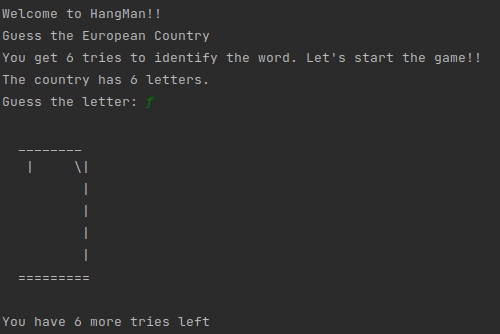 Welcome to HangMan!!
Guess the European Country
You get 6 tries to identify the word. Let's start the game!!
The country has 6 letters.
Guess the letter: f
________
|     \|
|
|
|
|
=========
You have 6 more tries left